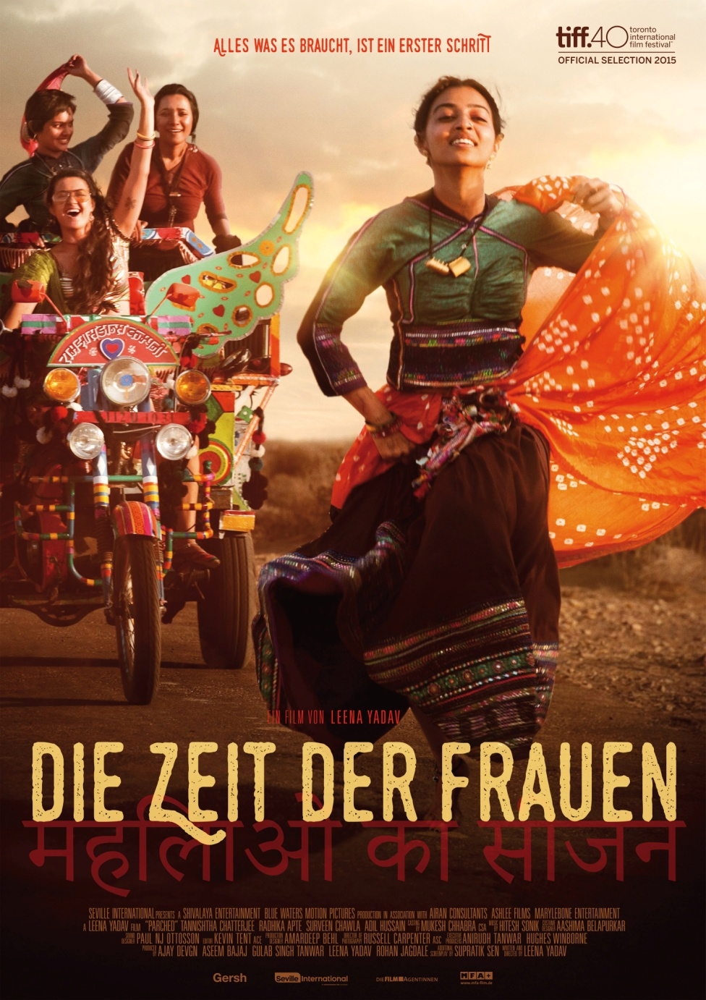 ALLES WAS ES BRAUCHT, IST EIN ERSTER SCHRITT
tiff.40 toronto international film festival™
OFFICIAL SELECTION 2015
EIN FILM VON LEENA YADAV
DIE ZEIT DER FRAUEN
महिलाओं का सीजन
SEVILLE INTERNATIONAL PRESENTS A SHIVALAYA ENTERTAINMENT BLUE WATERS MOTION PICTURES PRODUCTION IN ASSOCIATION WITH AIRAN CONSULTANTS ASHLEE FILMS MARYLEBONE ENTERTAINMENT
A LEENA YADAV FILM "PARCHED" TANNISHTHA CHATTERJEE RADHIKA APTE SURVEEN CHAWLA ADIL HUSSAIN CASTING BY MUKESH CHHABRA CSA MUSIC BY HITESH SONIK COSTUME DESIGNER AASHIMA BELAPURKAR
SOUND DESIGNER PAUL NJ OTTOSSON EDITOR KEVIN TENT ACE PRODUCTION DESIGNER AMARDEEP BEHL DIRECTOR OF PHOTOGRAPHY RUSSELL CARPENTER ASC EXECUTIVE PRODUCERS ANIRUDH TANWAR HUGHES WINBORNE
PRODUCED BY AJAY DEVGN ASEEM BAJAJ GULAB SINGH TANWAR LEENA YADAV ROHAN JAGDALE ADDITIONAL SCREENPLAY BY SUPRATIK SEN WRITTEN AND DIRECTED BY LEENA YADAV
Gersh Seville International DIE FILM AGENTINNEN MFA+
www.mfa-film.de